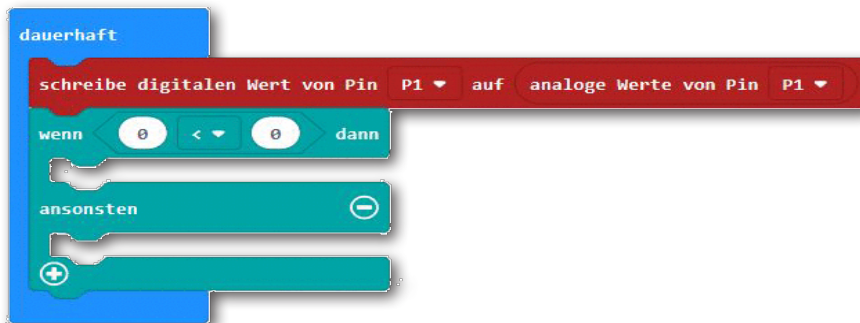 dauerhaft
schreibe digitalen Wert von Pin P1 auf analoge Werte von Pin P1
wenn 0 < 0 dann
ansonsten